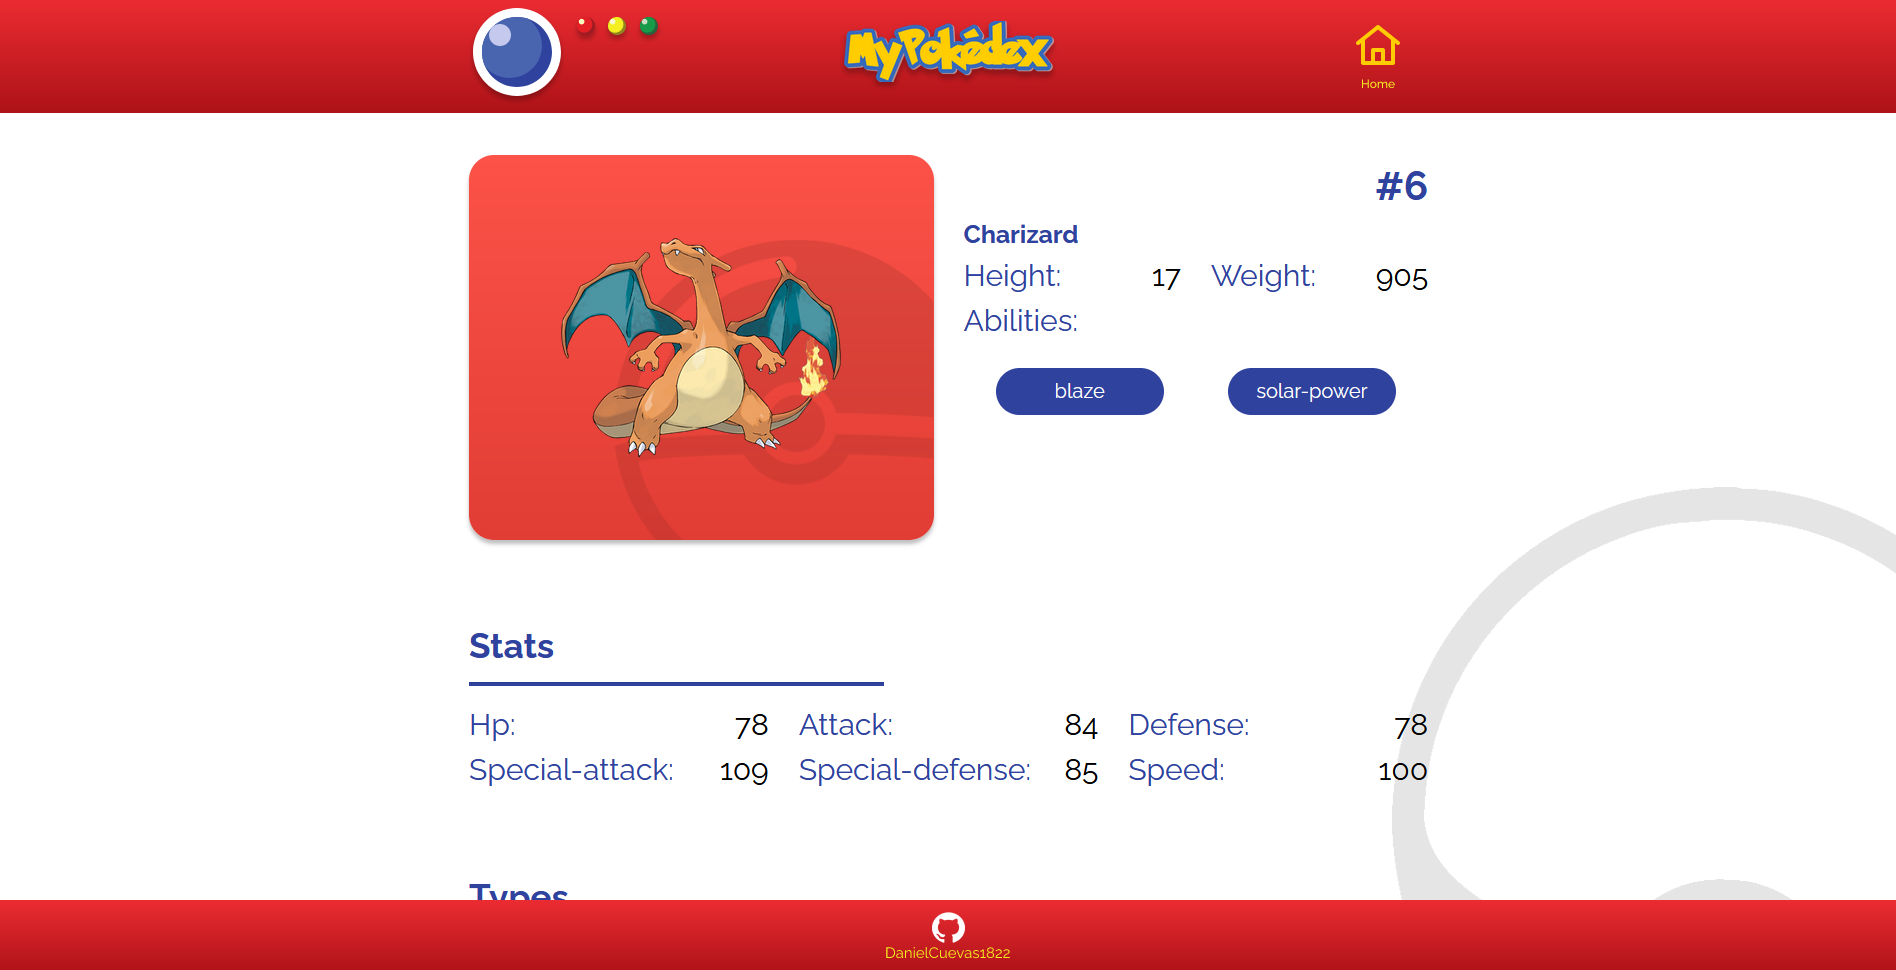 MyPokédex
Home
#6
Charizard
Height: 17 Weight: 905
Abilities:
blaze solar-power
Stats
Hp: 78 Attack: 84 Defense: 78
Special-attack: 109 Special-defense: 85 Speed: 100
Types
DanielCuevas1822